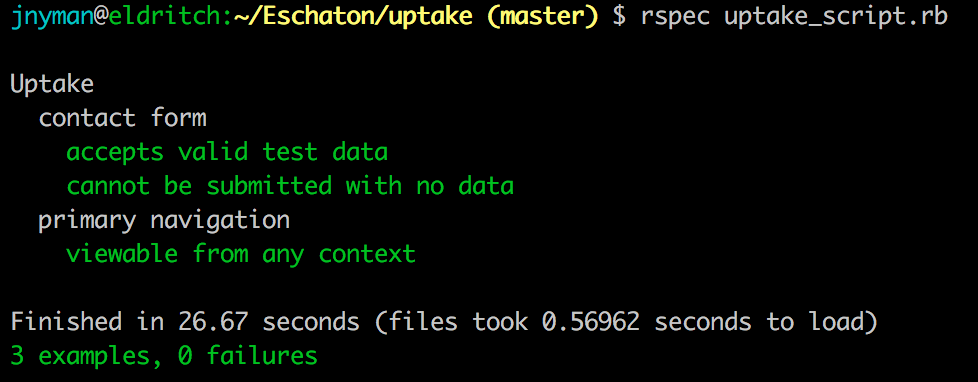 jnyman@eldritch:~/Eschaton/uptake (master) $ rspec uptake_script.rb
Uptake
contact form
accepts valid test data
cannot be submitted with no data
primary navigation
viewable from any context
Finished in 26.67 seconds (files took 0.56962 seconds to load)
3 examples, 0 failures